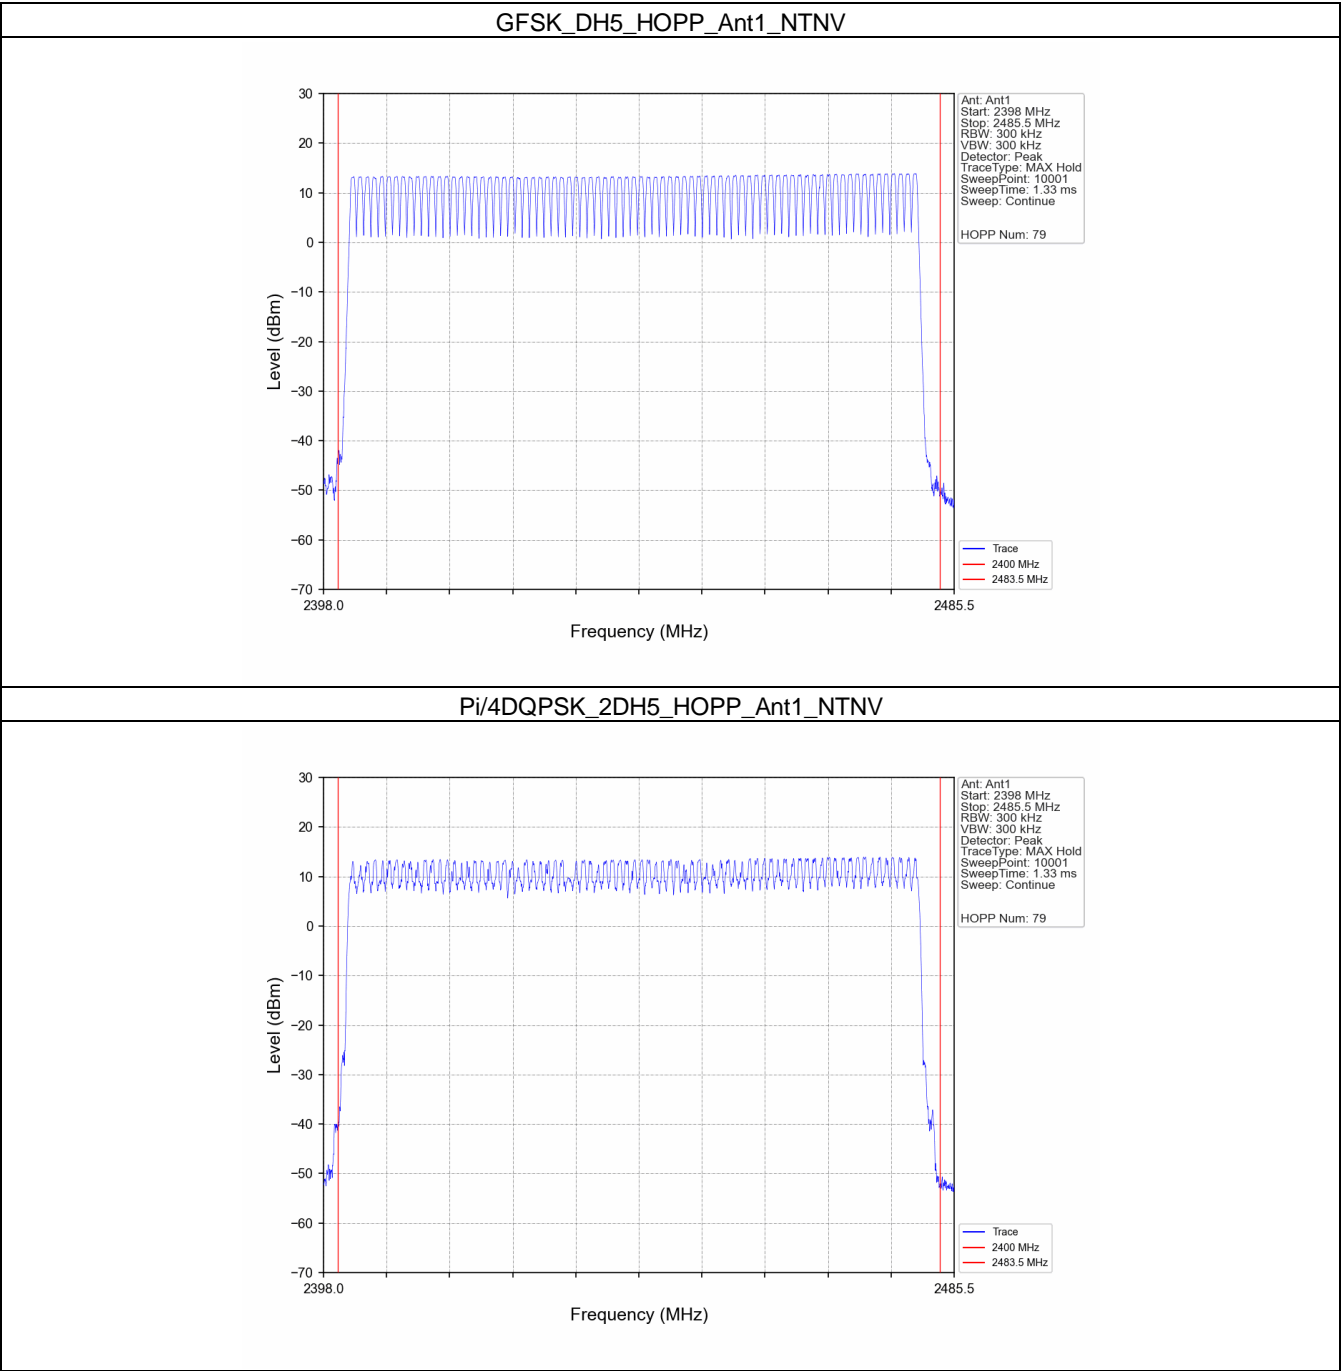 GFSK_DH5_HOPP_Ant1_NTNV
30
20
10
0
−10
−20
−30
−40
−50
−60
−70
Level (dBm)
2398.0
2485.5
Frequency (MHz)
Ant: Ant1
Start: 2398 MHz
Stop: 2485.5 MHz
RBW: 300 kHz
VBW: 300 kHz
Detector: Peak
TraceType: MAX Hold
SweepPoint: 10001
SweepTime: 1.33 ms
Sweep: Continue
HOPP Num: 79
Trace
2400 MHz
2483.5 MHz
Pi/4DQPSK_2DH5_HOPP_Ant1_NTNV
30
20
10
0
−10
−20
−30
−40
−50
−60
−70
Level (dBm)
2398.0
2485.5
Frequency (MHz)
Ant: Ant1
Start: 2398 MHz
Stop: 2485.5 MHz
RBW: 300 kHz
VBW: 300 kHz
Detector: Peak
TraceType: MAX Hold
SweepPoint: 10001
SweepTime: 1.33 ms
Sweep: Continue
HOPP Num: 79
Trace
2400 MHz
2483.5 MHz